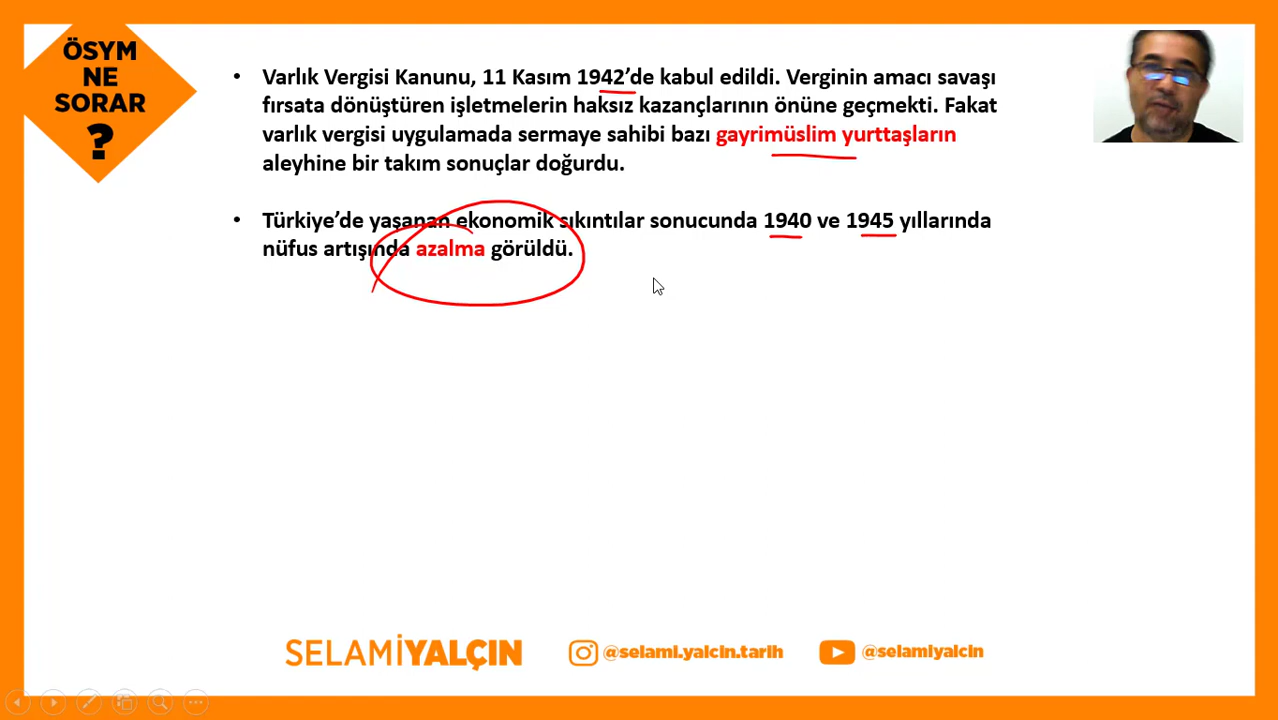 ÖSYM
NE
SORAR
?
• Varlık Vergisi Kanunu, 11 Kasım 1942’de kabul edildi. Verginin amacı savaşı
fırsata dönüştüren işletmelerin haksız kazançlarının önüne geçmekti. Fakat
varlık vergisi uygulamada sermaye sahibi bazı gayrimüslim yurttaşların
aleyhine bir takım sonuçlar doğurdu.
• Türkiye’de yaşanan ekonomik sıkıntılar sonucunda 1940 ve 1945 yıllarında
nüfus artışında azalma görüldü.
SELAMİYALÇIN @selami.yalcin.tarih @selamiyalcin